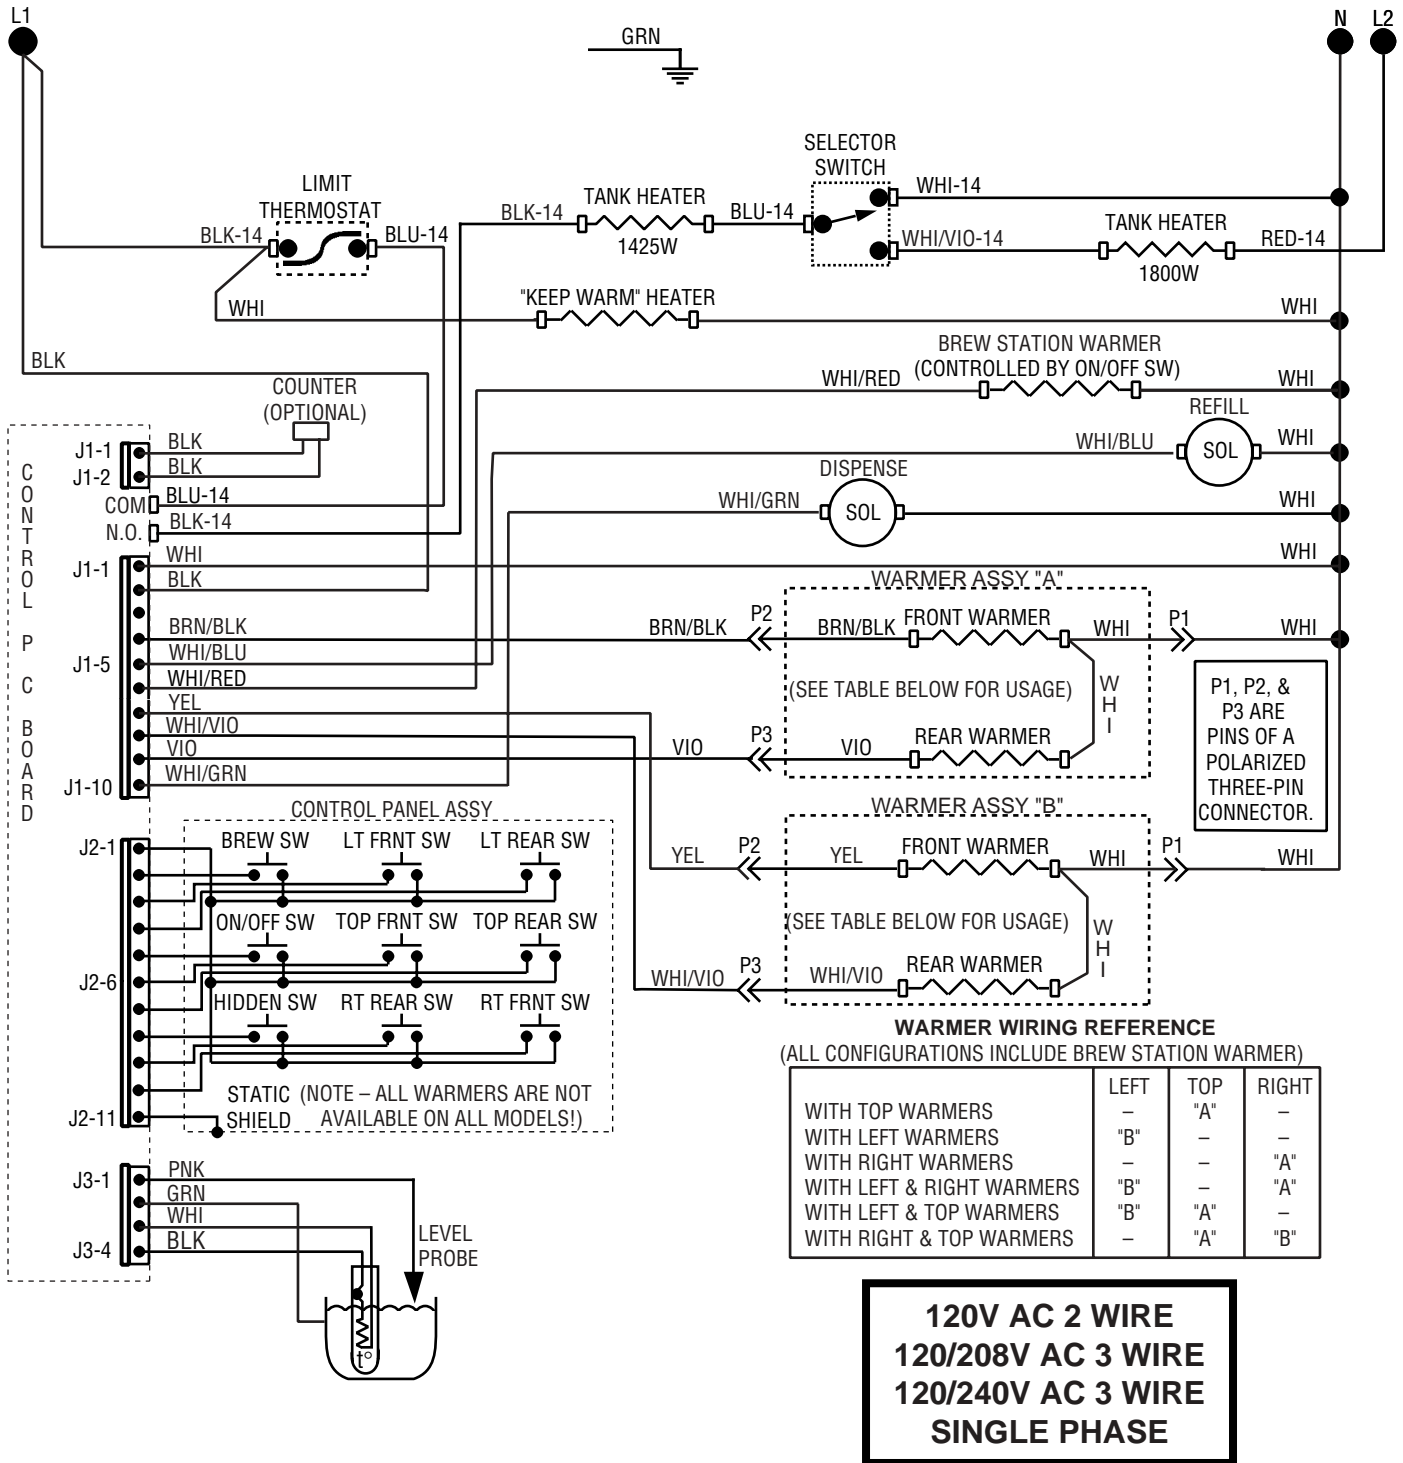 L1
N L2
GRN
SELECTOR
SWITCH
LIMIT
THERMOSTAT
WHI-14
TANK HEATER
BLK-14
BLU-14
1425W
TANK HEATER
BLK-14
BLU-14
WHI/VIO-14
RED-14
1800W
"KEEP WARM" HEATER
WHI
WHI
BREW STATION WARMER
(CONTROLLED BY ON/OFF SW)
BLK
WHI/RED
WHI
COUNTER
(OPTIONAL)
REFILL
WHI/BLU
SOL
WHI
DISPENSE
WHI/GRN
SOL
WHI
CONTROL PC BOARD
J1-1
BLK
J1-2
BLK
COM
BLU-14
N.O.
BLK-14
J1-1
WHI
WHI
BLK
BRN/BLK
J1-5
WHI/BLU
WHI/RED
YEL
WHI/VIO
VIO
J1-10
WHI/GRN
WARMER ASSY "A"
BRN/BLK
P2
BRN/BLK
FRONT WARMER
WHI
P1
WHI
(SEE TABLE BELOW FOR USAGE)
WHI
VIO
P3
VIO
REAR WARMER
P1, P2, &
P3 ARE
PINS OF A
POLARIZED
THREE-PIN
CONNECTOR.
WARMER ASSY "B"
YEL
P2
YEL
FRONT WARMER
WHI
P1
WHI
(SEE TABLE BELOW FOR USAGE)
WHI
WHI/VIO
P3
WHI/VIO
REAR WARMER
CONTROL PANEL ASSY
J2-1
BREW SW LT FRNT SW LT REAR SW
ON/OFF SW TOP FRNT SW TOP REAR SW
J2-6
HIDDEN SW RT REAR SW RT FRNT SW
J2-11
STATIC
SHIELD
(NOTE – ALL WARMERS ARE NOT
AVAILABLE ON ALL MODELS!)
J3-1
PNK
GRN
WHI
J3-4
BLK
LEVEL
PROBE
t°
WARMER WIRING REFERENCE
(ALL CONFIGURATIONS INCLUDE BREW STATION WARMER)
LEFT TOP RIGHT
WITH TOP WARMERS – "A" –
WITH LEFT WARMERS "B" – –
WITH RIGHT WARMERS – – "A"
WITH LEFT & RIGHT WARMERS "B" – "A"
WITH LEFT & TOP WARMERS "B" "A" –
WITH RIGHT & TOP WARMERS – "A" "B"
120V AC 2 WIRE
120/208V AC 3 WIRE
120/240V AC 3 WIRE
SINGLE PHASE